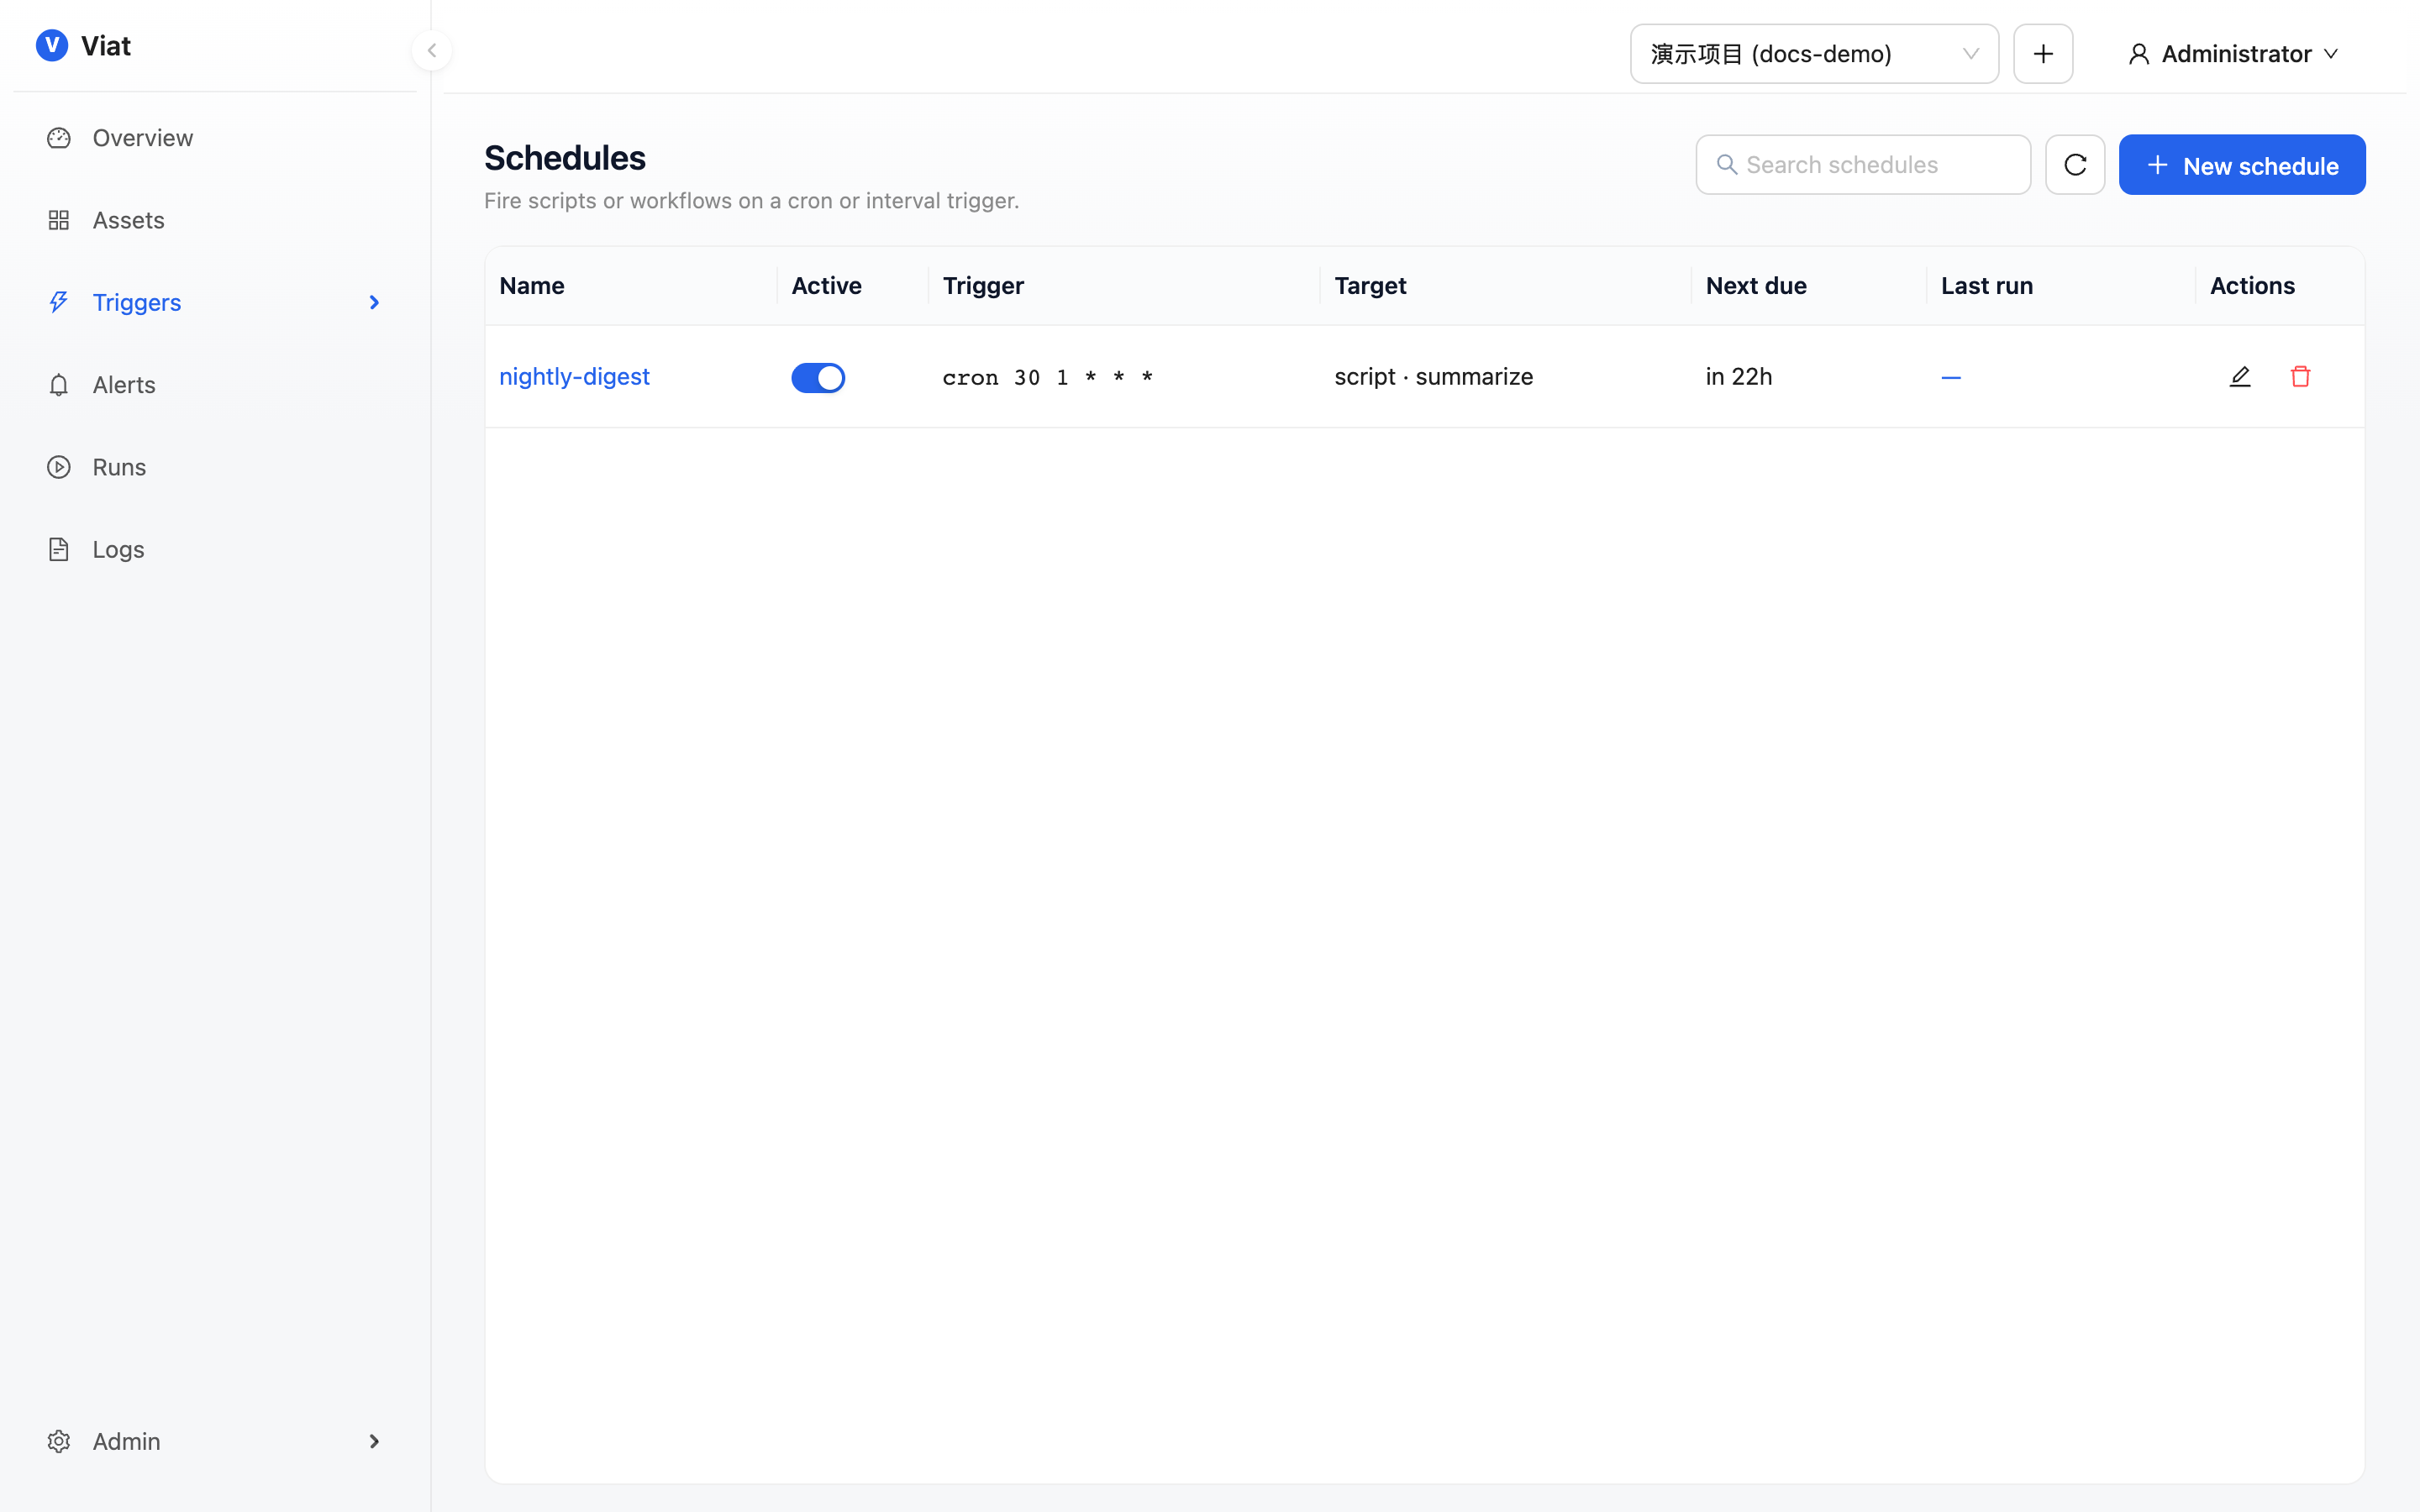 V Viat
演示项目 (docs-demo)
Administrator
Overview
Assets
Triggers
Alerts
Runs
Logs
Admin
Schedules
Fire scripts or workflows on a cron or interval trigger.
Search schedules
New schedule
Name Active Trigger Target Next due Last run Actions
nightly-digest cron 30 1 * * * script · summarize in 22h —